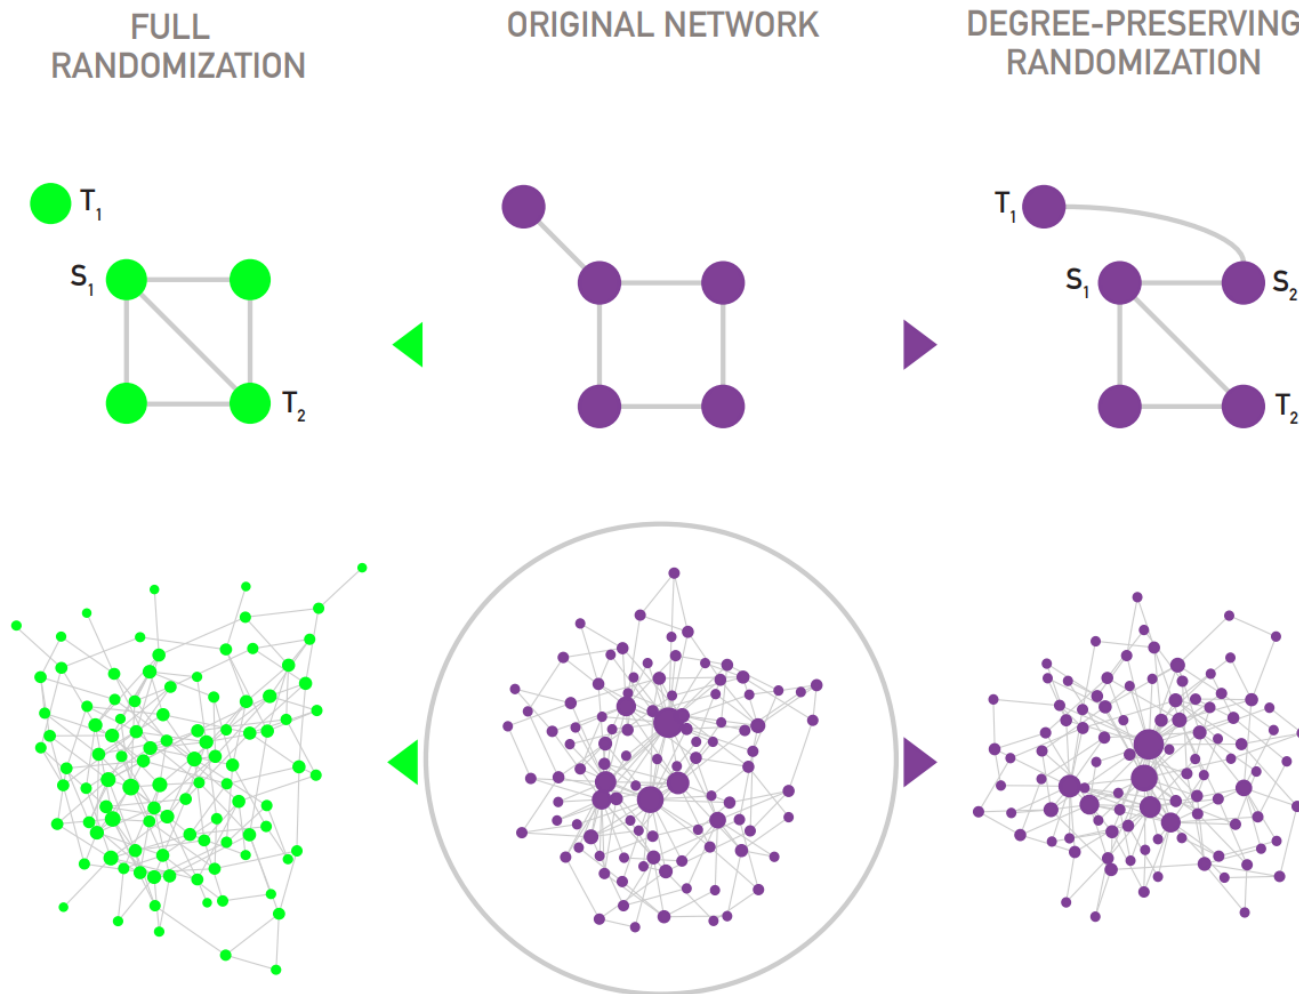 FULL
RANDOMIZATION
ORIGINAL NETWORK
DEGREE-PRESERVING
RANDOMIZATION
T₁
S₁
T₂
T₁
S₁
S₂
T₂